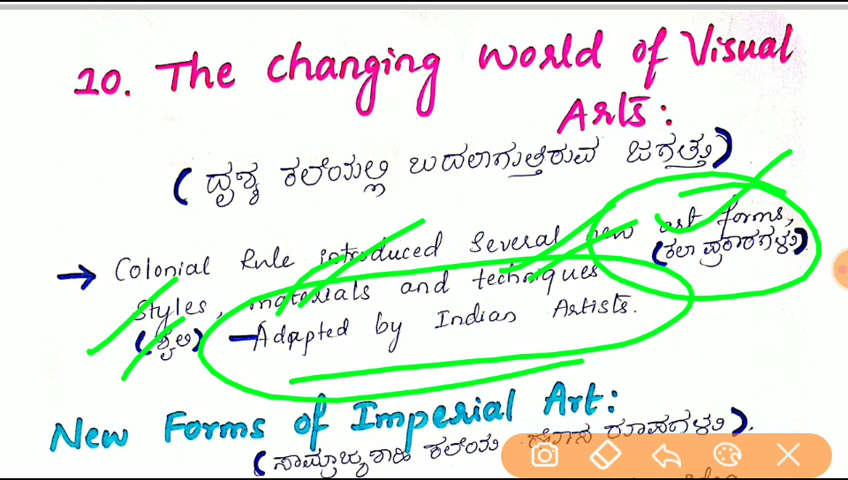 10. The changing world of Visual
Arts:
(ದೃಶ್ಯ ಕಲೆಯಲ್ಲಿ ಬದಲಾಗುತ್ತಿರುವ ಜಗತ್ತು)
→ Colonial Rule introduced Several new art forms,
(ಕಲಾ ಪ್ರಕಾರಗಳು)
Styles, materials and techniques
(ಶೈಲಿ) - Adapted by Indian Artists.
New Forms of Imperial Art:
(ಸಾಮ್ರಾಜ್ಯಶಾಹಿ ಕಲೆಯ ಹೊಸ ರೂಪಗಳು).